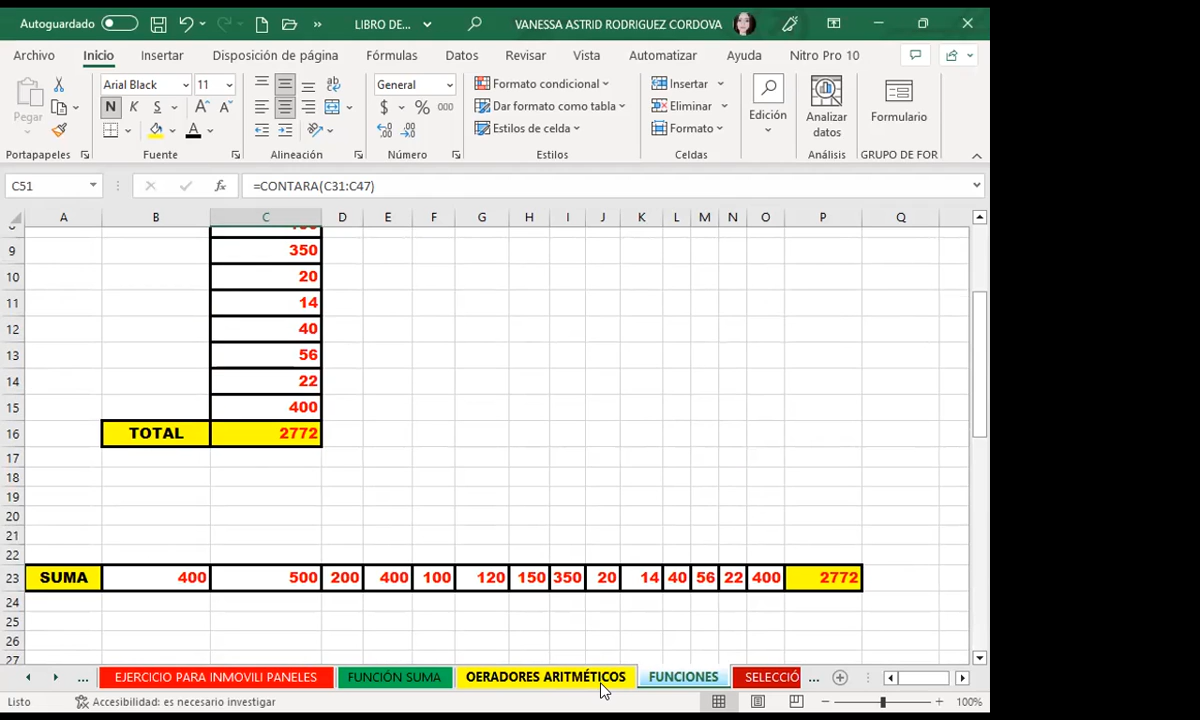 Autoguardado LIBRO DE... VANESSA ASTRID RODRIGUEZ CORDOVA
Archivo Inicio Insertar Disposición de página Fórmulas Datos Revisar Vista Automatizar Ayuda Nitro Pro 10
Pegar
Portapapeles
Arial Black 11
N K S
Fuente
Alineación
General
$ % 000
Número
Formato condicional
Dar formato como tabla
Estilos de celda
Estilos
Insertar
Eliminar
Formato
Celdas
Edición
Analizar datos
Análisis
Formulario
GRUPO DE FOR
C51 fx =CONTARA(C31:C47)
A B C D E F G H I J K L M N O P Q
9 350
10 20
11 14
12 40
13 56
14 22
15 400
16 TOTAL 2772
17
18
19
20
21
22
23 SUMA 400 500 200 400 100 120 150 350 20 14 40 56 22 400 2772
24
25
26
27
... EJERCICIO PARA INMOVILI PANELES FUNCIÓN SUMA OERADORES ARITMÉTICOS FUNCIONES SELECCIÓ ...
Listo Accesibilidad: es necesario investigar 100%